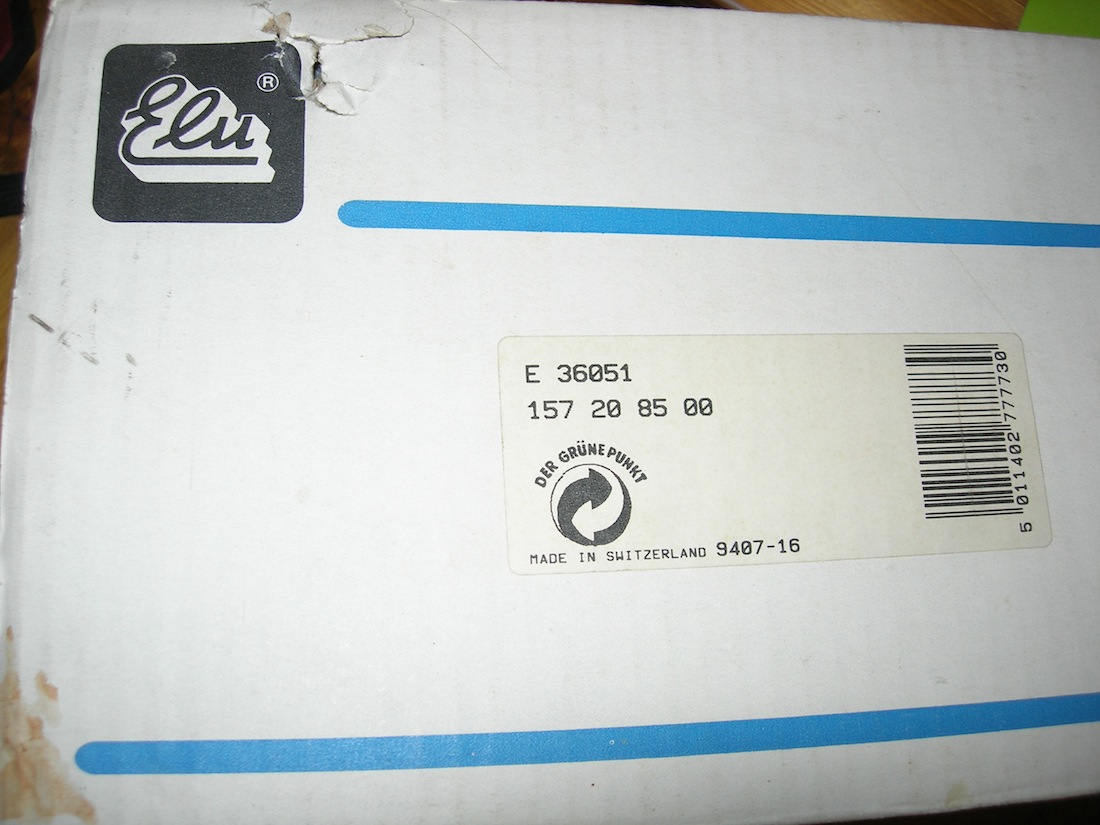 Elu ®
E 36051
157 20 85 00
DER GRÜNE PUNKT
MADE IN SWITZERLAND 9407-16
5 011402 777730